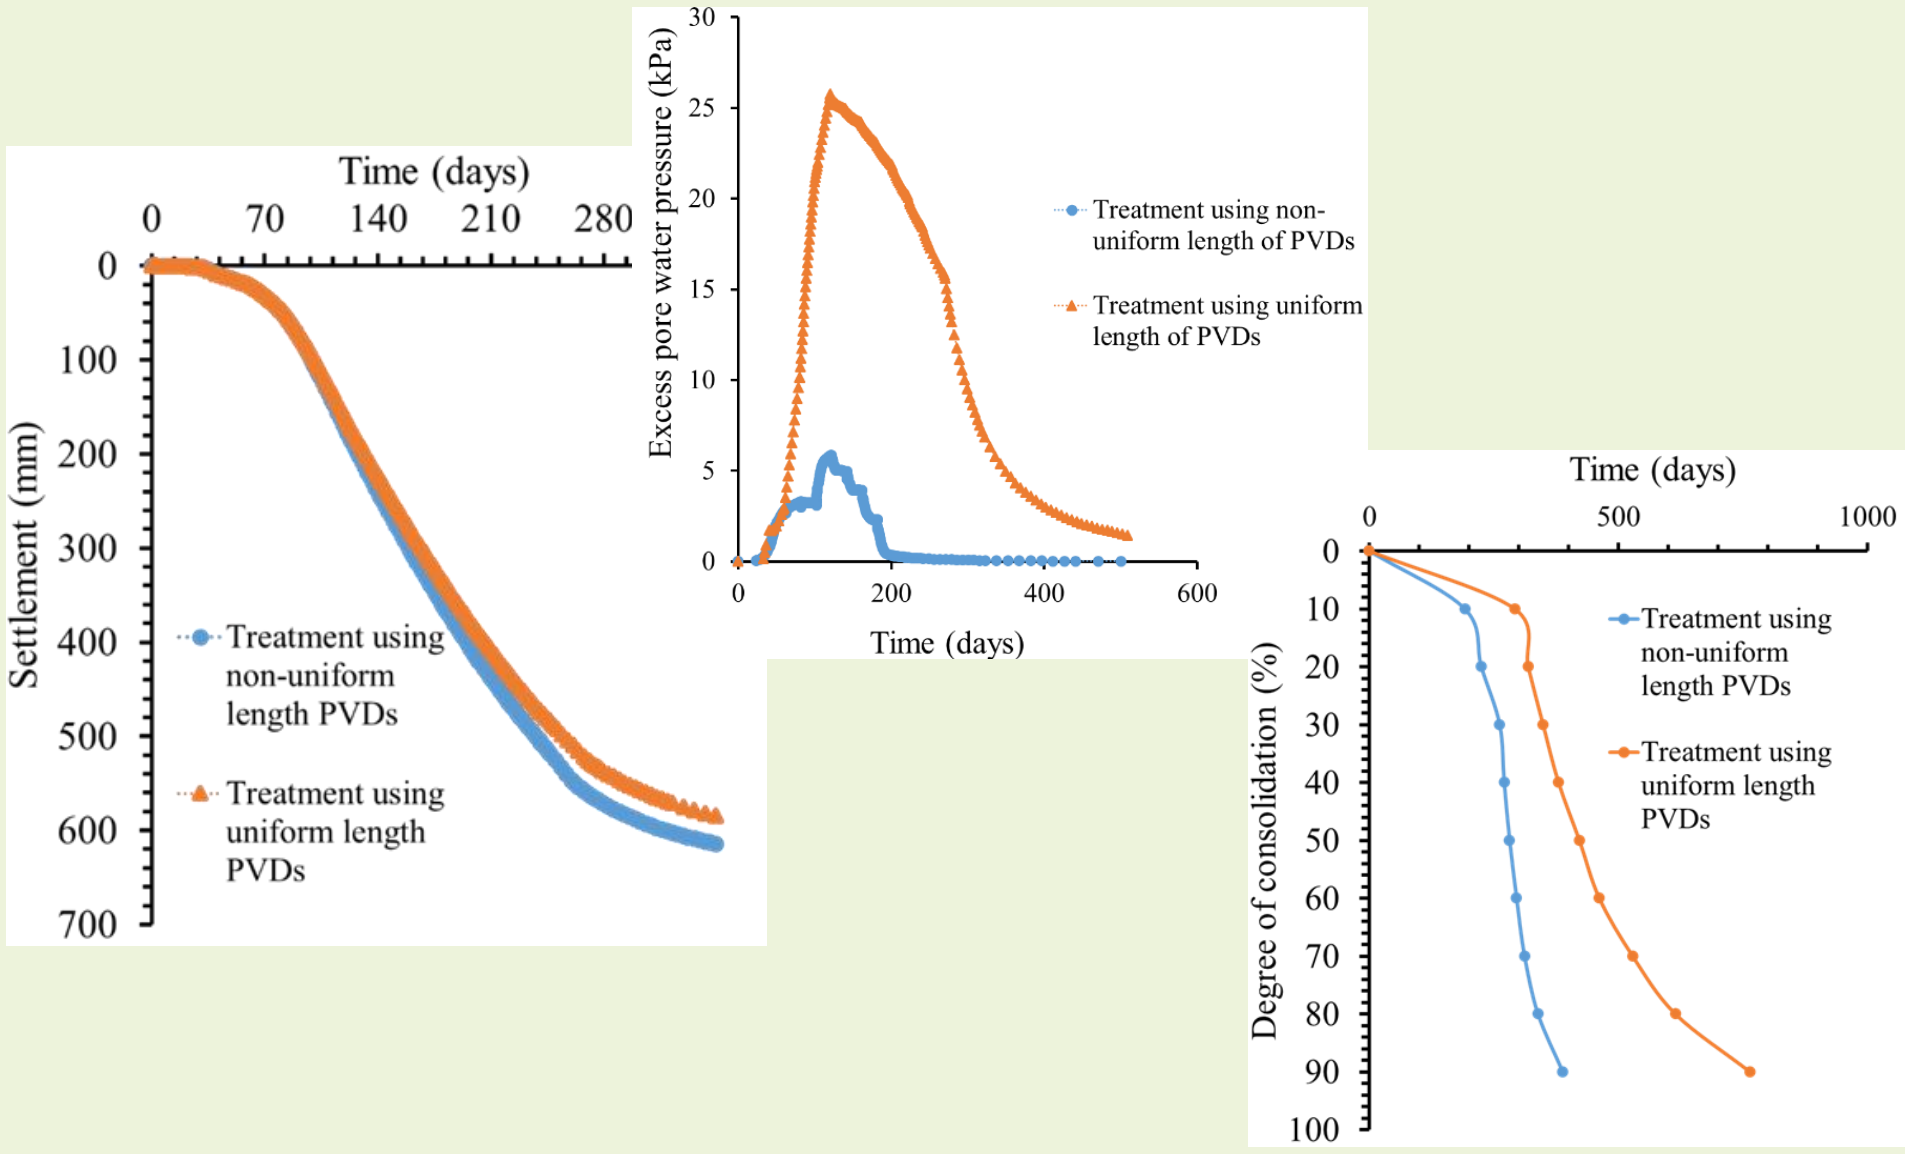 Time (days)
0 70 140 210 280
0
100
200
300
400
500
600
700
Settlement (mm)
Treatment using
non-uniform
length PVDs
Treatment using
uniform length
PVDs
30
25
20
15
10
5
0
Excess pore water pressure (kPa)
0 200 400 600
Time (days)
Treatment using non-
uniform length of PVDs
Treatment using uniform
length of PVDs
Time (days)
0 500 1000
0
10
20
30
40
50
60
70
80
90
100
Degree of consolidation (%)
Treatment using
non-uniform
length PVDs
Treatment using
uniform length
PVDs